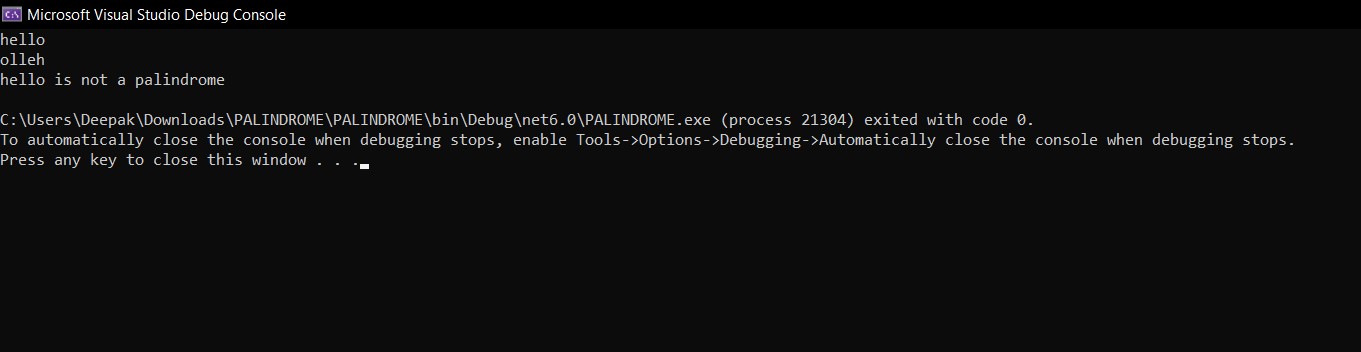 Microsoft Visual Studio Debug Console
hello
olleh
hello is not a palindrome
C:\Users\Deepak\Downloads\PALINDROME\PALINDROME\bin\Debug\net6.0\PALINDROME.exe (process 21304) exited with code 0.
To automatically close the console when debugging stops, enable Tools->Options->Debugging->Automatically close the console when debugging stops.
Press any key to close this window . . .